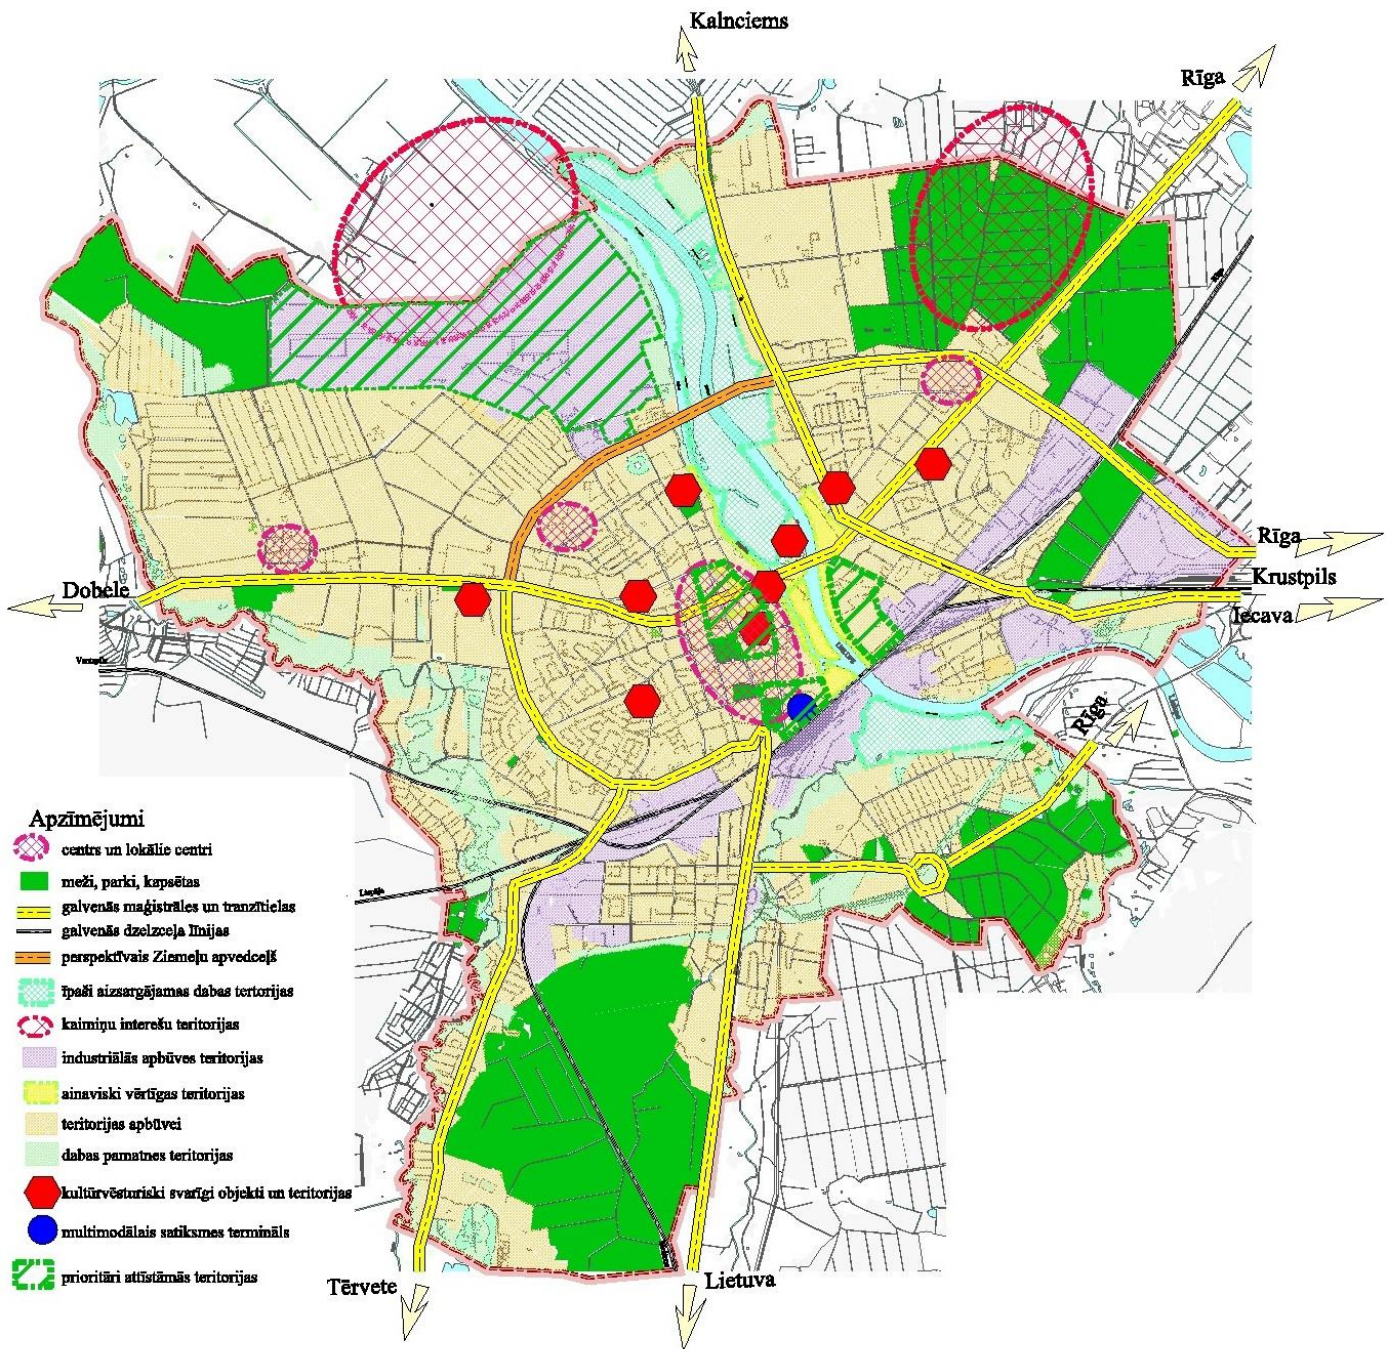 Kalnciems
Rīga
Rīga
Krustpils
Iecava
Dobele
Rīga
Liepāja
Apzīmējumi
centrs un lokālie centri
meži, parki, kapsētas
galvenās maģistrāles un tranzītielas
galvenās dzelzceļa līnijas
perspektīvais Ziemeļu apvedceļš
īpaši aizsargājamas dabas tertorijas
kaimiņu interešu teritorijas
industriālās apbūves teritorijas
ainaviski vērtīgas teritorijas
teritorijas apbūvei
dabas pamatnes teritorijas
kultūrvēsturiski svarīgi objekti un teritorijas
multimodālais satiksmes termināls
prioritāri attīstāmās teritorijas
Tērvete
Lietuva